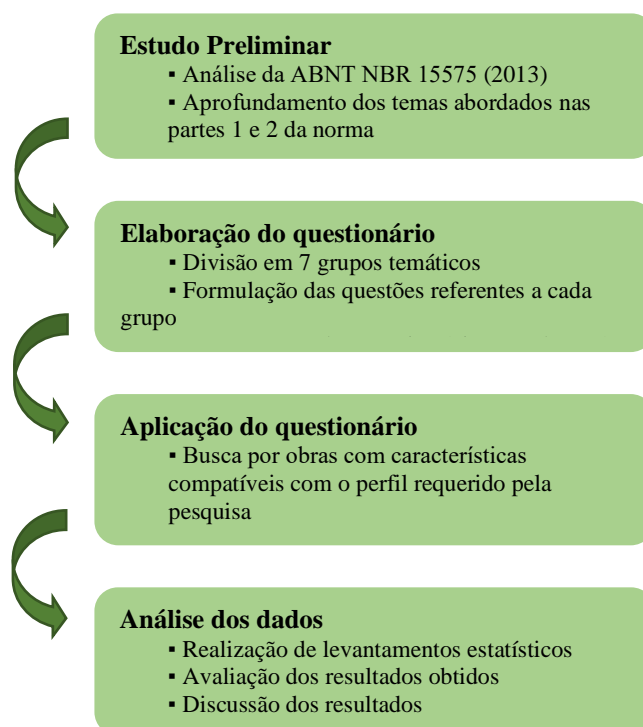 Estudo Preliminar
▪ Análise da ABNT NBR 15575 (2013)
▪ Aprofundamento dos temas abordados nas
partes 1 e 2 da norma
Elaboração do questionário
▪ Divisão em 7 grupos temáticos
▪ Formulação das questões referentes a cada
grupo
Aplicação do questionário
▪ Busca por obras com características
compatíveis com o perfil requerido pela
pesquisa
Análise dos dados
▪ Realização de levantamentos estatísticos
▪ Avaliação dos resultados obtidos
▪ Discussão dos resultados